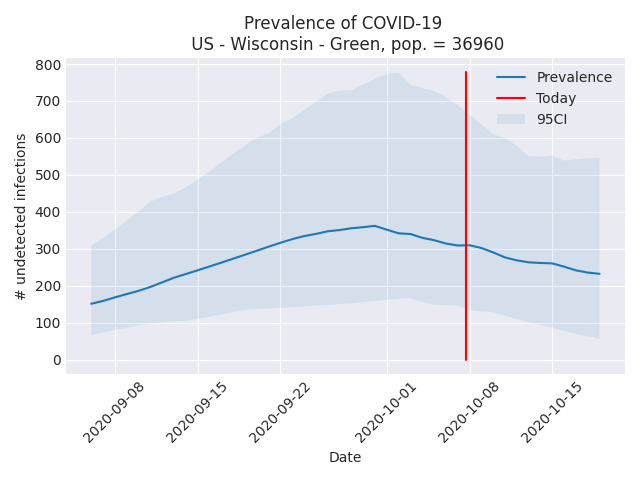 Prevalence of COVID-19
US - Wisconsin - Green, pop. = 36960
800
700
600
500
400
300
200
100
0
# undetected infections
Prevalence
Today
95CI
2020-09-08
2020-09-15
2020-09-22
2020-10-01
2020-10-08
2020-10-15
Date